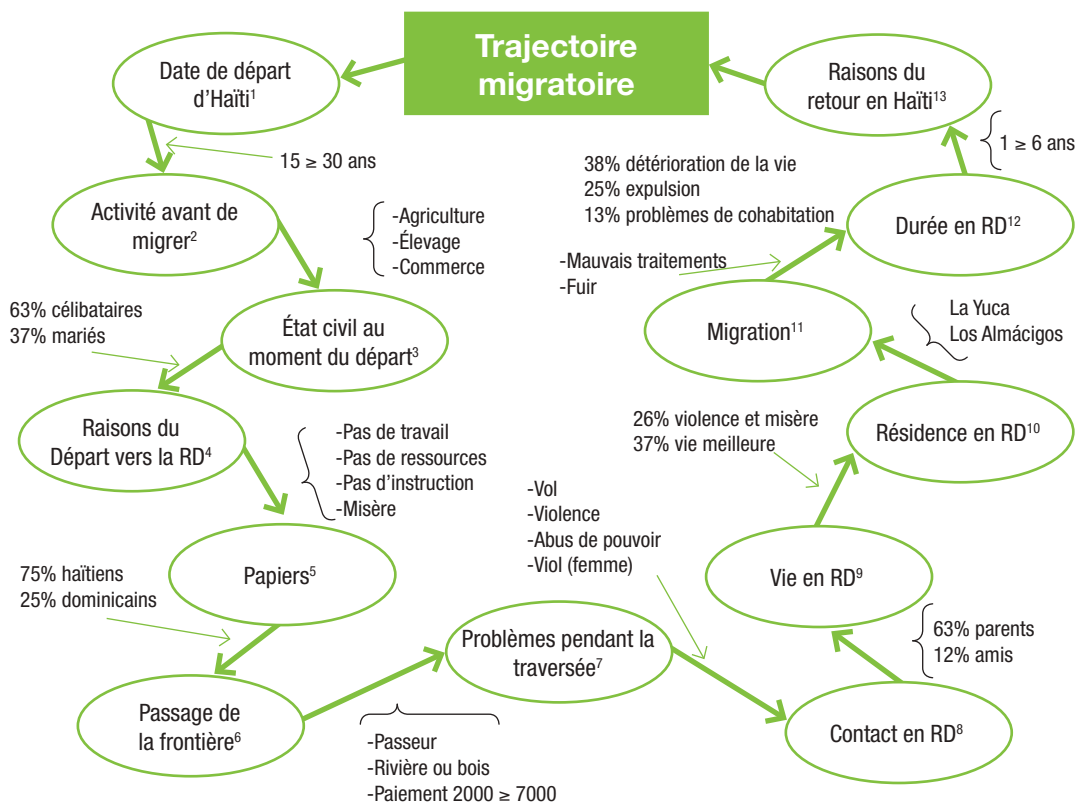 Trajectoire
migratoire
Date de départ
d'Haïti¹
15 ≥ 30 ans
Activité avant de
migrer²
-Agriculture
-Élevage
-Commerce
État civil au
moment du départ³
63% célibataires
37% mariés
Raisons du
Départ vers la RD⁴
-Pas de travail
-Pas de ressources
-Pas d'instruction
-Misère
Papiers⁵
75% haïtiens
25% dominicains
Passage de
la frontière⁶
-Passeur
-Rivière ou bois
-Paiement 2000 ≥ 7000
Problèmes pendant la
traversée⁷
-Vol
-Violence
-Abus de pouvoir
-Viol (femme)
Contact en RD⁸
63% parents
12% amis
Vie en RD⁹
26% violence et misère
37% vie meilleure
Résidence en RD¹⁰
La Yuca
Los Almácigos
Migration¹¹
-Mauvais traitements
-Fuir
Durée en RD¹²
38% détérioration de la vie
25% expulsion
13% problèmes de cohabitation
1 ≥ 6 ans
Raisons du
retour en Haïti¹³